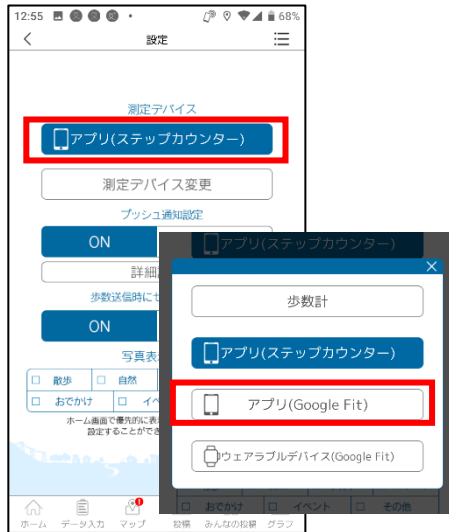 12:55
68%
設定
測定デバイス
アプリ(ステップカウンター)
測定デバイス変更
プッシュ通知設定
ON
詳細
歩数送信時に
ON
写真表
散歩
自然
おでかけ
イベ
ホーム画面で優先的に表
設定することができ
ホーム
データ入力
マップ
投稿
みんなの投稿
グラフ
アプリ(ステップカウンター)
歩数計
アプリ(ステップカウンター)
アプリ(Google Fit)
ウェアラブルデバイス(Google Fit)
おでかけ
イベント
その他